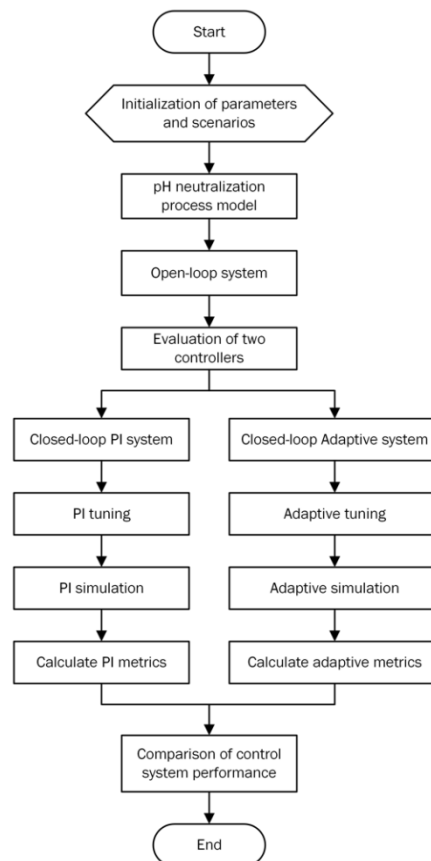 Start
Initialization of parameters
and scenarios
pH neutralization
process model
Open-loop system
Evaluation of two
controllers
Closed-loop PI system
Closed-loop Adaptive system
PI tuning
Adaptive tuning
PI simulation
Adaptive simulation
Calculate PI metrics
Calculate adaptive metrics
Comparison of control
system performance
End